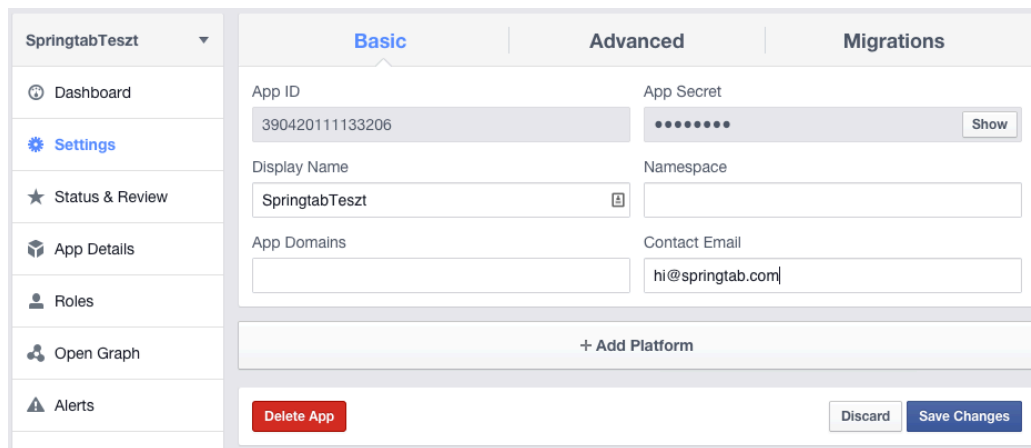 SpringtabTeszt
Dashboard
Settings
Status & Review
App Details
Roles
Open Graph
Alerts
Basic Advanced Migrations
App ID App Secret
390420111133206 •••••••• Show
Display Name Namespace
SpringtabTeszt
App Domains Contact Email
hi@springtab.com
+ Add Platform
Delete App Discard Save Changes